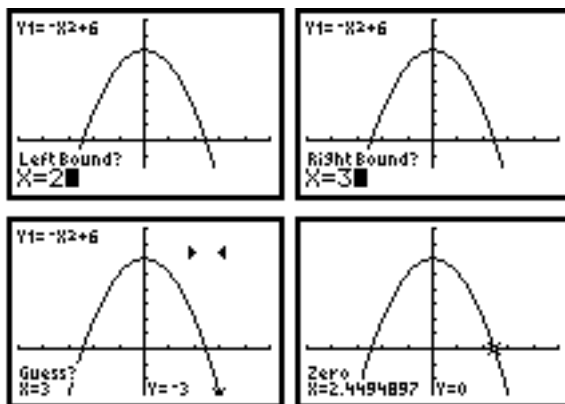 Y1=-X2+6
Left Bound?
X=2
Y1=-X2+6
Right Bound?
X=3
Y1=-X2+6
Guess?
X=3 Y=-3
Zero
X=2.4494897 Y=0